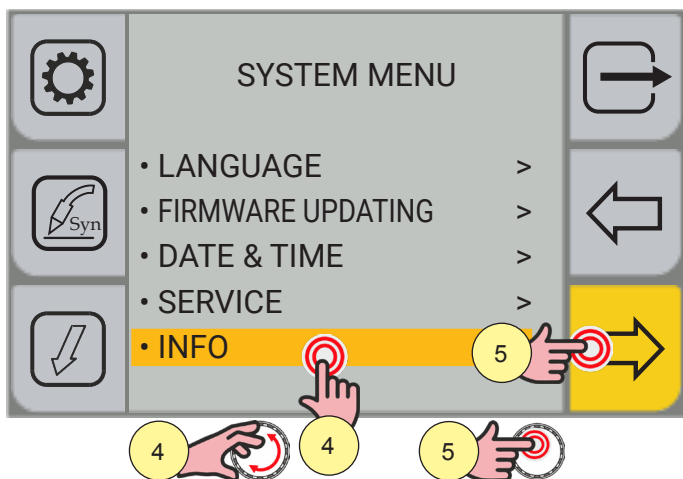 SYSTEM MENU
• LANGUAGE >
• FIRMWARE UPDATING >
• DATE & TIME >
• SERVICE >
• INFO
Syn
5
4
4
5